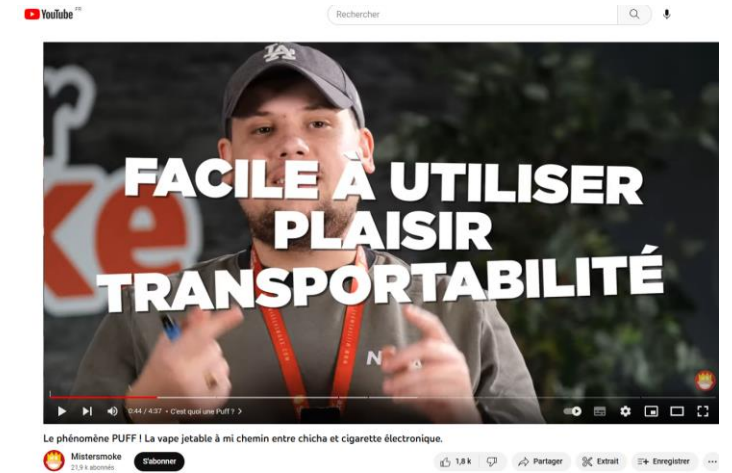 YouTube FR
Rechercher
LA
ke
FACILE À UTILISER
PLAISIR
TRANSPORTABILITÉ
N
0:44 / 4:37 • C'est quoi une Puff ? >
Le phénomène PUFF ! La vape jetable à mi chemin entre chicha et cigarette électronique.
Mistersmoke
21,9 k abonnés
S'abonner
1,8 k
Partager
Extrait
Enregistrer